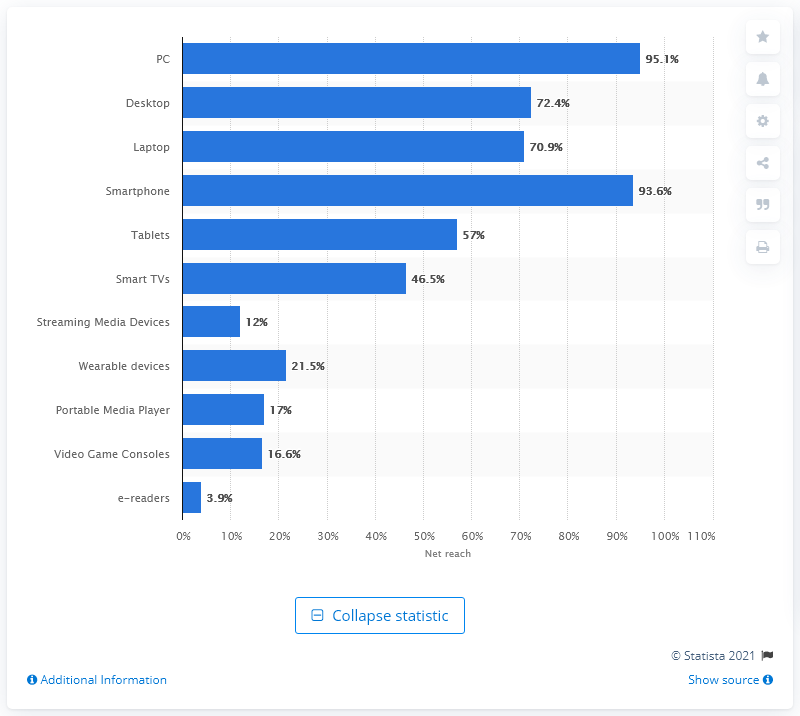 PC 95.1%
Desktop 72.4%
Laptop 70.9%
Smartphone 93.6%
Tablets 57%
Smart TVs 46.5%
Streaming Media Devices 12%
Wearable devices 21.5%
Portable Media Player 17%
Video Game Consoles 16.6%
e-readers 3.9%
0% 10% 20% 30% 40% 50% 60% 70% 80% 90% 100% 110%
Net reach
Collapse statistic
© Statista 2021
Additional Information Show source